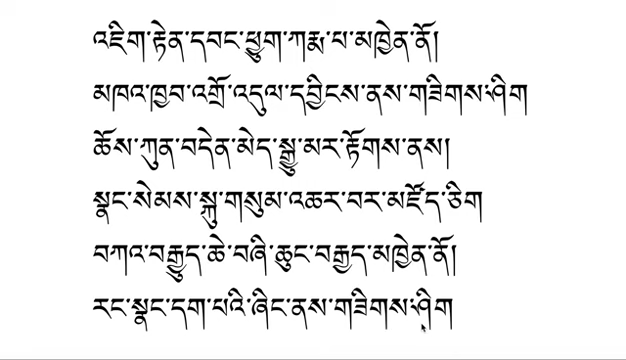 འཇིག་རྟེན་དབང་ཕྱུག་ཀརྨ་པ་མཁྱེན་ནོ།
མཁའ་ཁྱབ་འགྲོ་འདུལ་དབྱིངས་ནས་གཟིགས་ཤིག
ཆོས་ཀུན་བདེན་མེད་སྒྱུ་མར་རྟོགས་ནས།
སྣང་སེམས་སྐུ་གསུམ་འཆར་བར་མཛོད་ཅིག
བཀའ་བརྒྱུད་ཆེ་བཞི་ཆུང་བརྒྱད་མཁྱེན་ནོ།
རང་སྣང་དག་པའི་ཞིང་ནས་གཟིགས་ཤིག